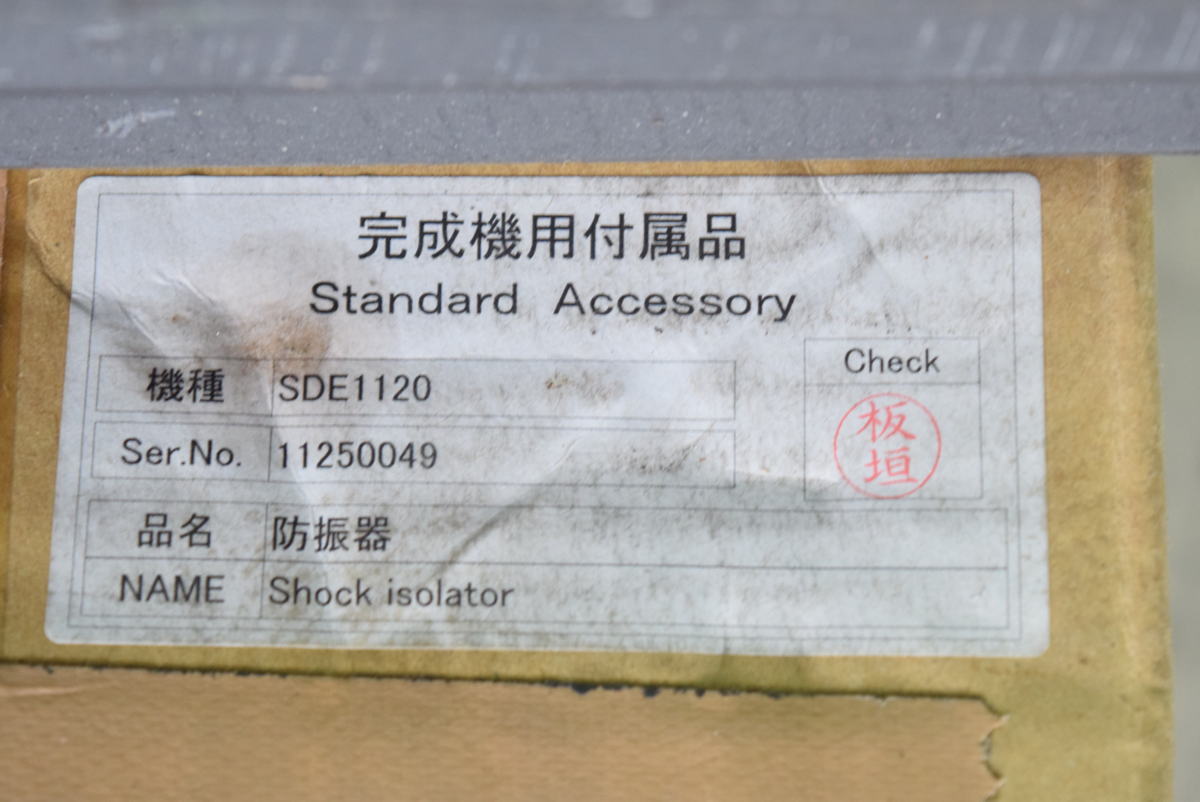 完成機用付属品
Standard Accessory
機種 SDE1120
Ser.No. 11250049
Check
板垣
品名 防振器
NAME Shock isolator